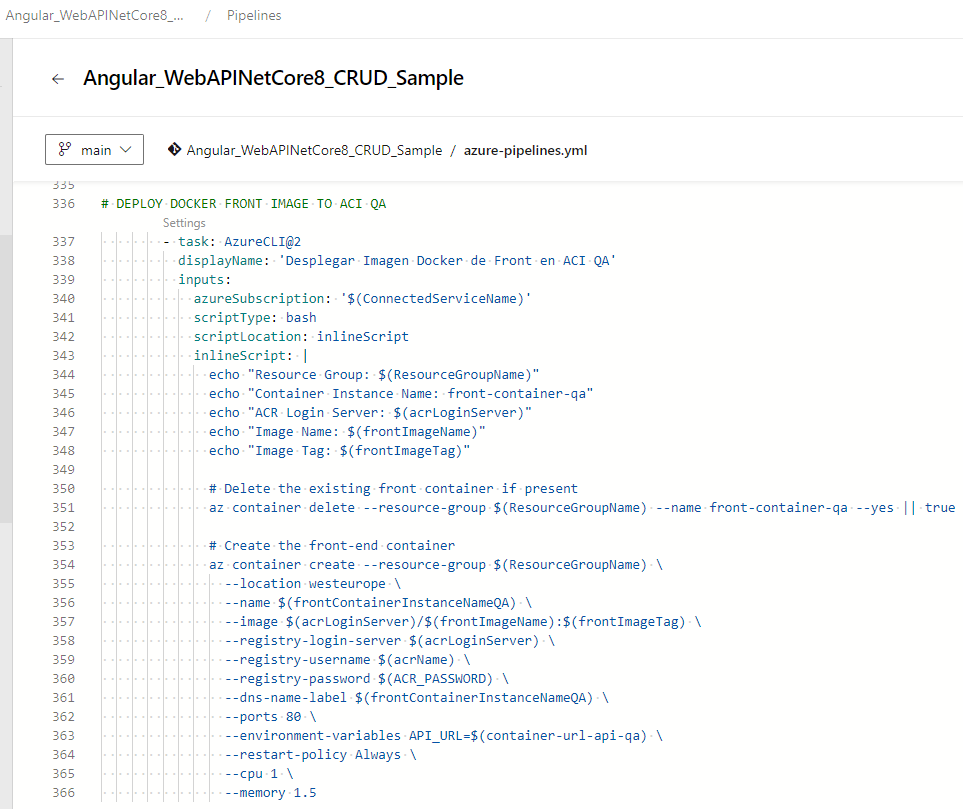 Angular_WebAPINetCore8_... / Pipelines
Angular_WebAPINetCore8_CRUD_Sample
main Angular_WebAPINetCore8_CRUD_Sample / azure-pipelines.yml
335
336 # DEPLOY DOCKER FRONT IMAGE TO ACI QA
Settings
337 - task: AzureCLI@2
338 displayName: 'Desplegar Imagen Docker de Front en ACI QA'
339 inputs:
340 azureSubscription: '$(ConnectedServiceName)'
341 scriptType: bash
342 scriptLocation: inlineScript
343 inlineScript: |
344 echo "Resource Group: $(ResourceGroupName)"
345 echo "Container Instance Name: front-container-qa"
346 echo "ACR Login Server: $(acrLoginServer)"
347 echo "Image Name: $(frontImageName)"
348 echo "Image Tag: $(frontImageTag)"
349
350 # Delete the existing front container if present
351 az container delete --resource-group $(ResourceGroupName) --name front-container-qa --yes || true
352
353 # Create the front-end container
354 az container create --resource-group $(ResourceGroupName) \
355 --location westeurope \
356 --name $(frontContainerInstanceNameQA) \
357 --image $(acrLoginServer)/$(frontImageName):$(frontImageTag) \
358 --registry-login-server $(acrLoginServer) \
359 --registry-username $(acrName) \
360 --registry-password $(ACR_PASSWORD) \
361 --dns-name-label $(frontContainerInstanceNameQA) \
362 --ports 80 \
363 --environment-variables API_URL=$(container-url-api-qa) \
364 --restart-policy Always \
365 --cpu 1 \
366 --memory 1.5